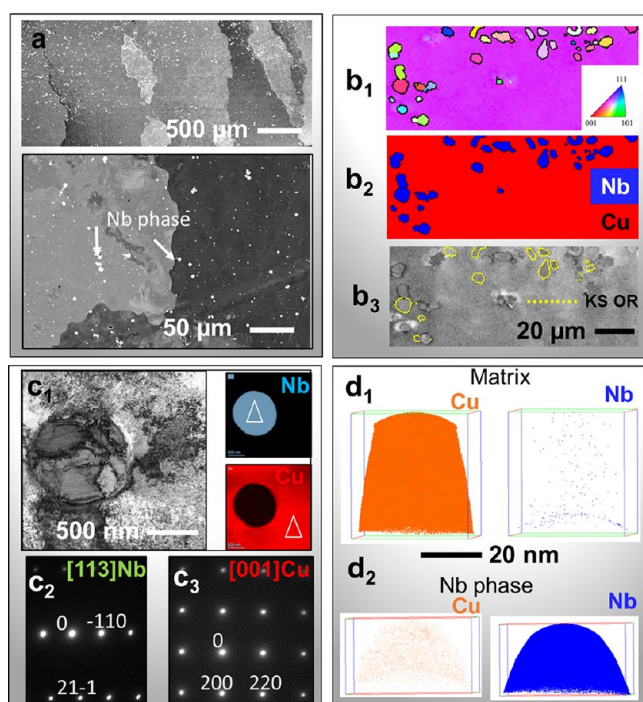 a
500 µm
Nb phase
50 µm
b1
111
001
101
b2
Nb
Cu
b3
KS OR
20 µm
c1
Nb
Cu
500 nm
c2
[113]Nb
0
-110
21-1
c3
[001]Cu
0
200
220
d1
Matrix
Cu
Nb
20 nm
d2
Nb phase
Cu
Nb